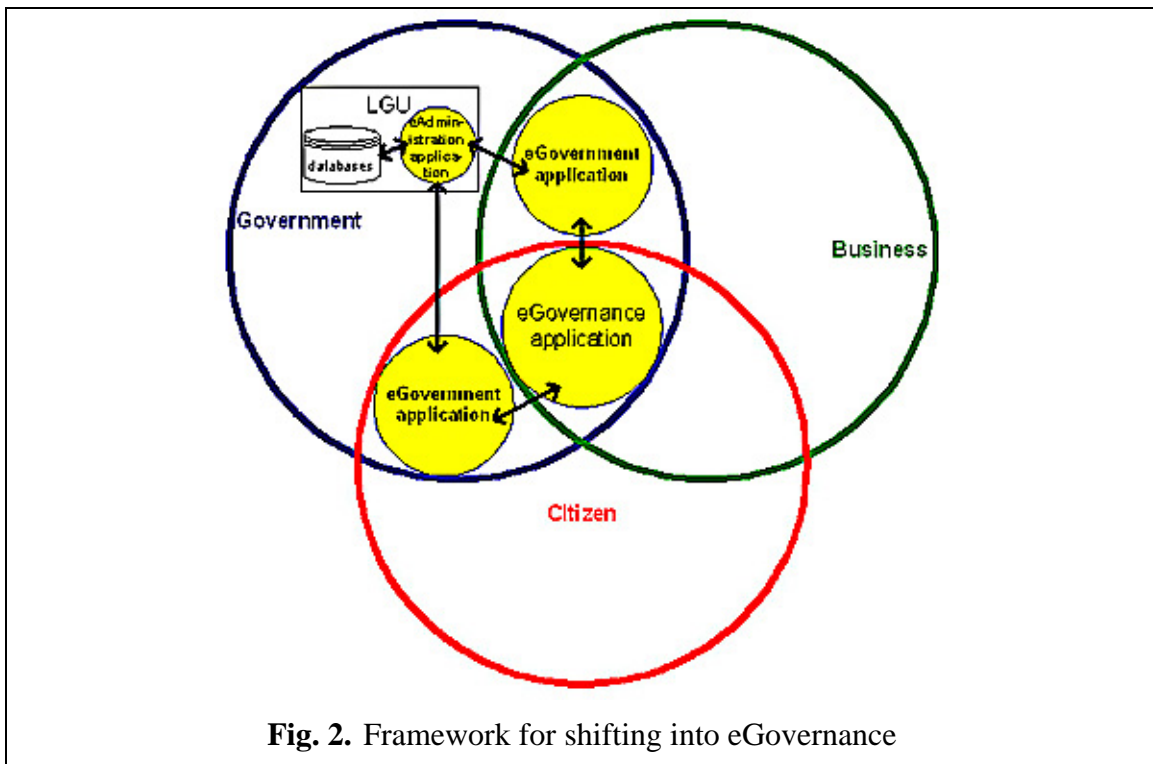 LGU
eAdmin-
istration
applica-
tion
databases
eGovernment
application
Government
Business
eGovernance
application
eGovernment
application
CItizen
Fig. 2. Framework for shifting into eGovernance